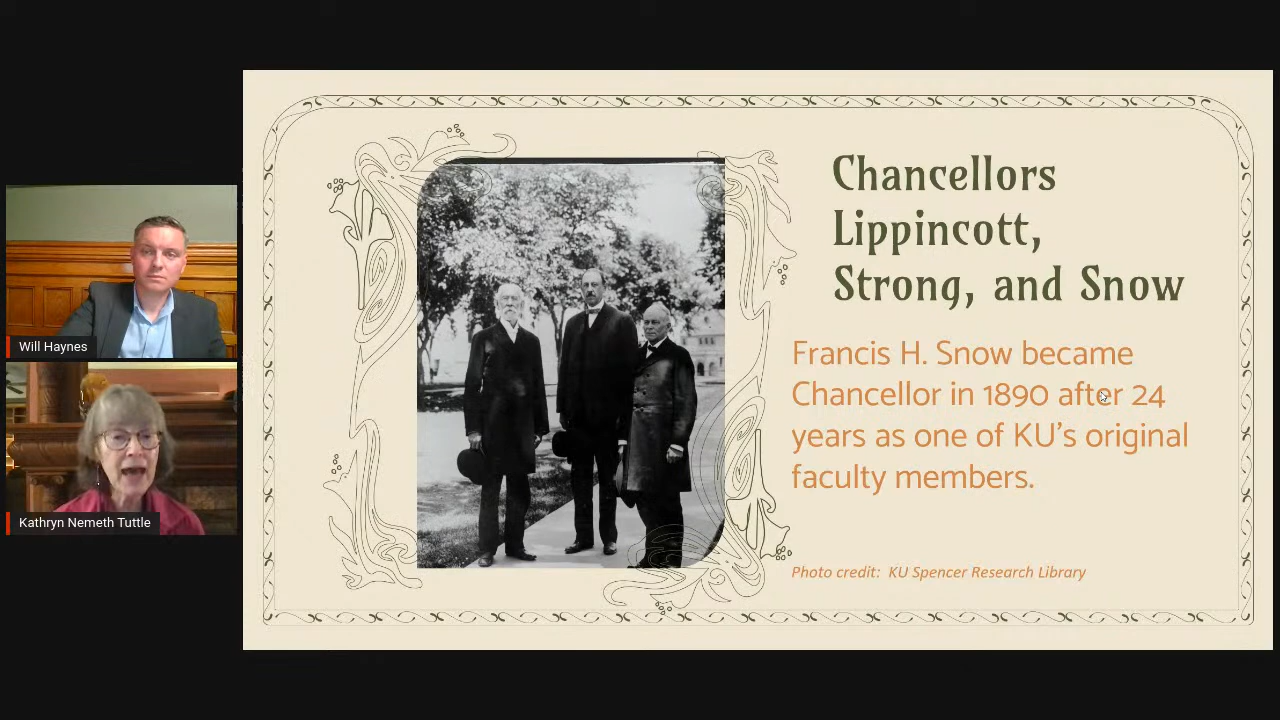 Will Haynes
Kathryn Nemeth Tuttle
Chancellors
Lippincott,
Strong, and Snow
Francis H. Snow became
Chancellor in 1890 after 24
years as one of KU's original
faculty members.
Photo credit:  KU Spencer Research Library